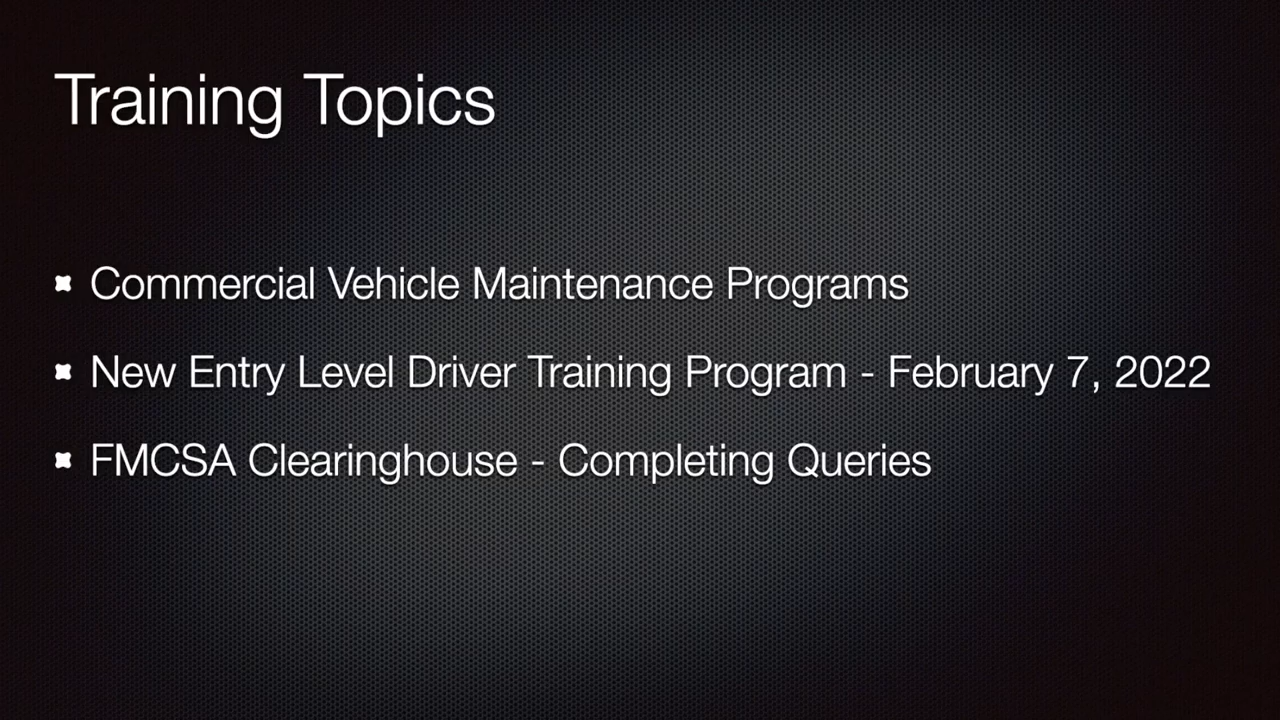 Training Topics
Commercial Vehicle Maintenance Programs
New Entry Level Driver Training Program - February 7, 2022
FMCSA Clearinghouse - Completing Queries